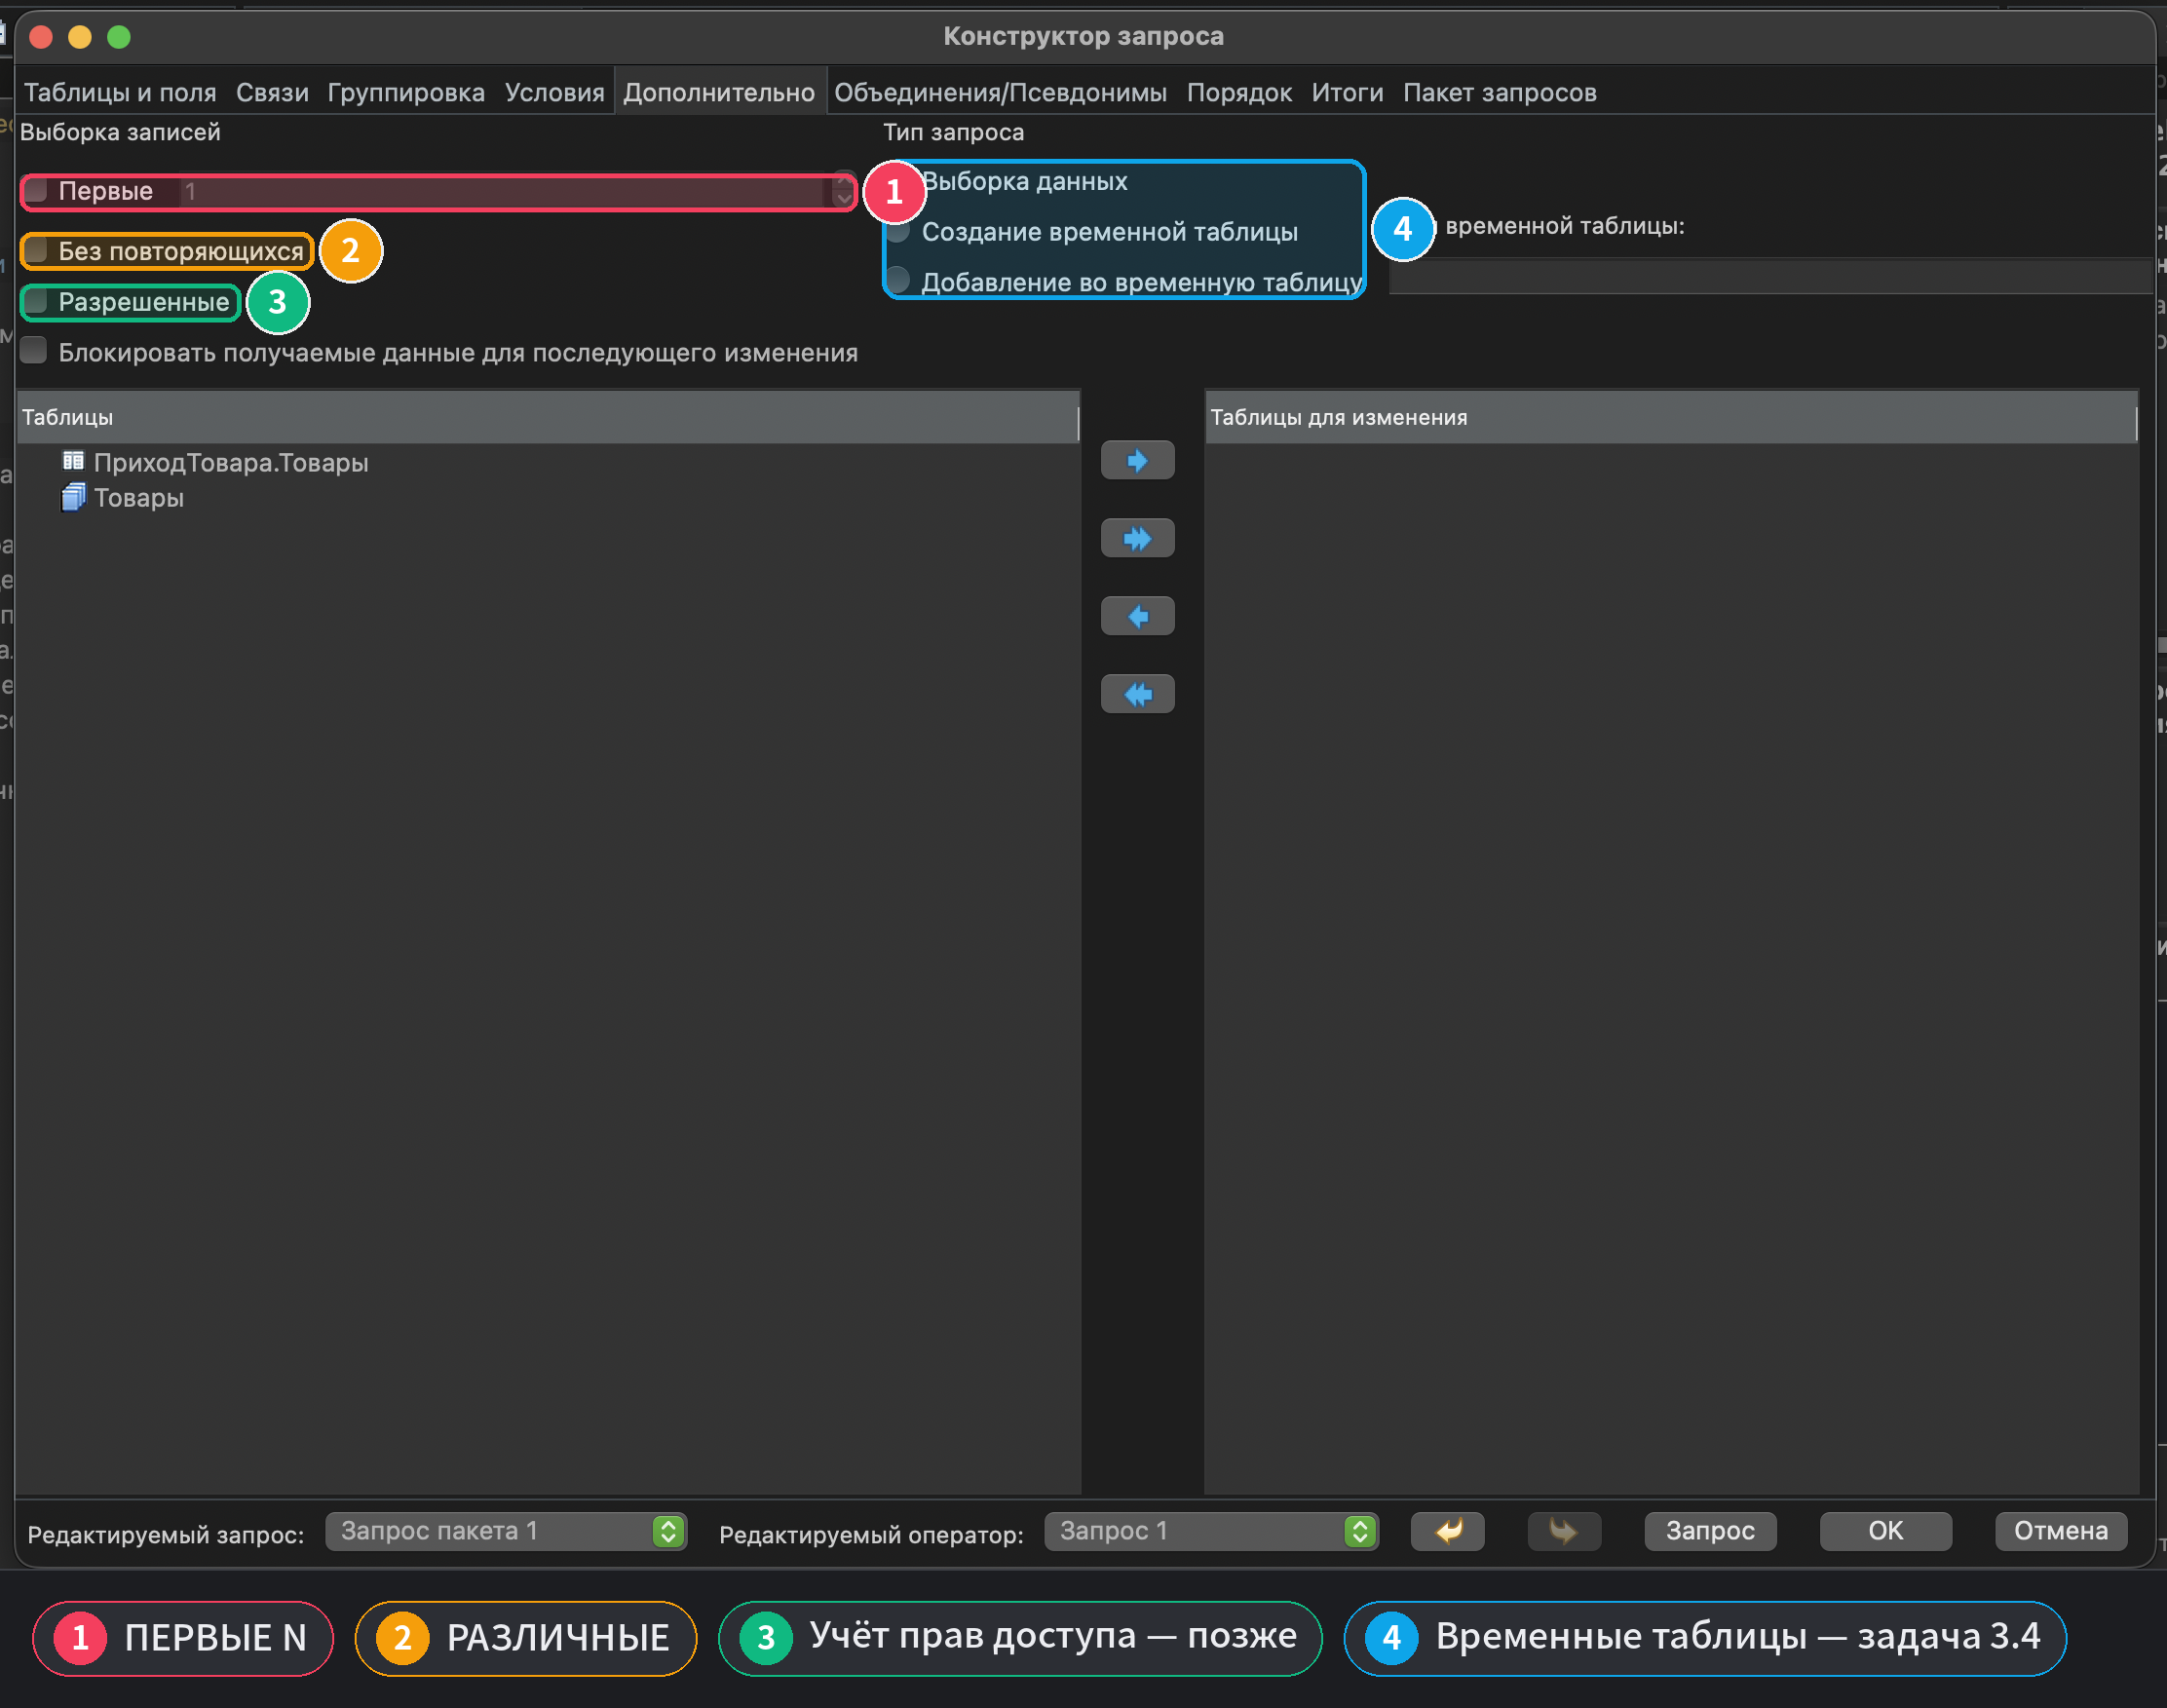 Конструктор запроса
Таблицы и поля Связи Группировка Условия Дополнительно Объединения/Псевдонимы Порядок Итоги Пакет запросов
Выборка записей
Тип запроса
Первые 1
1
Выборка данных
Создание временной таблицы
4
временной таблицы:
Без повторяющихся
2
Добавление во временную таблицу
Разрешенные
3
Блокировать получаемые данные для последующего изменения
Таблицы
Таблицы для изменения
ПриходТовара.Товары
Товары
Редактируемый запрос: Запрос пакета 1 Редактируемый оператор: Запрос 1 Запрос OK Отмена
1 ПЕРВЫЕ N
2 РАЗЛИЧНЫЕ
3 Учёт прав доступа — позже
4 Временные таблицы — задача 3.4